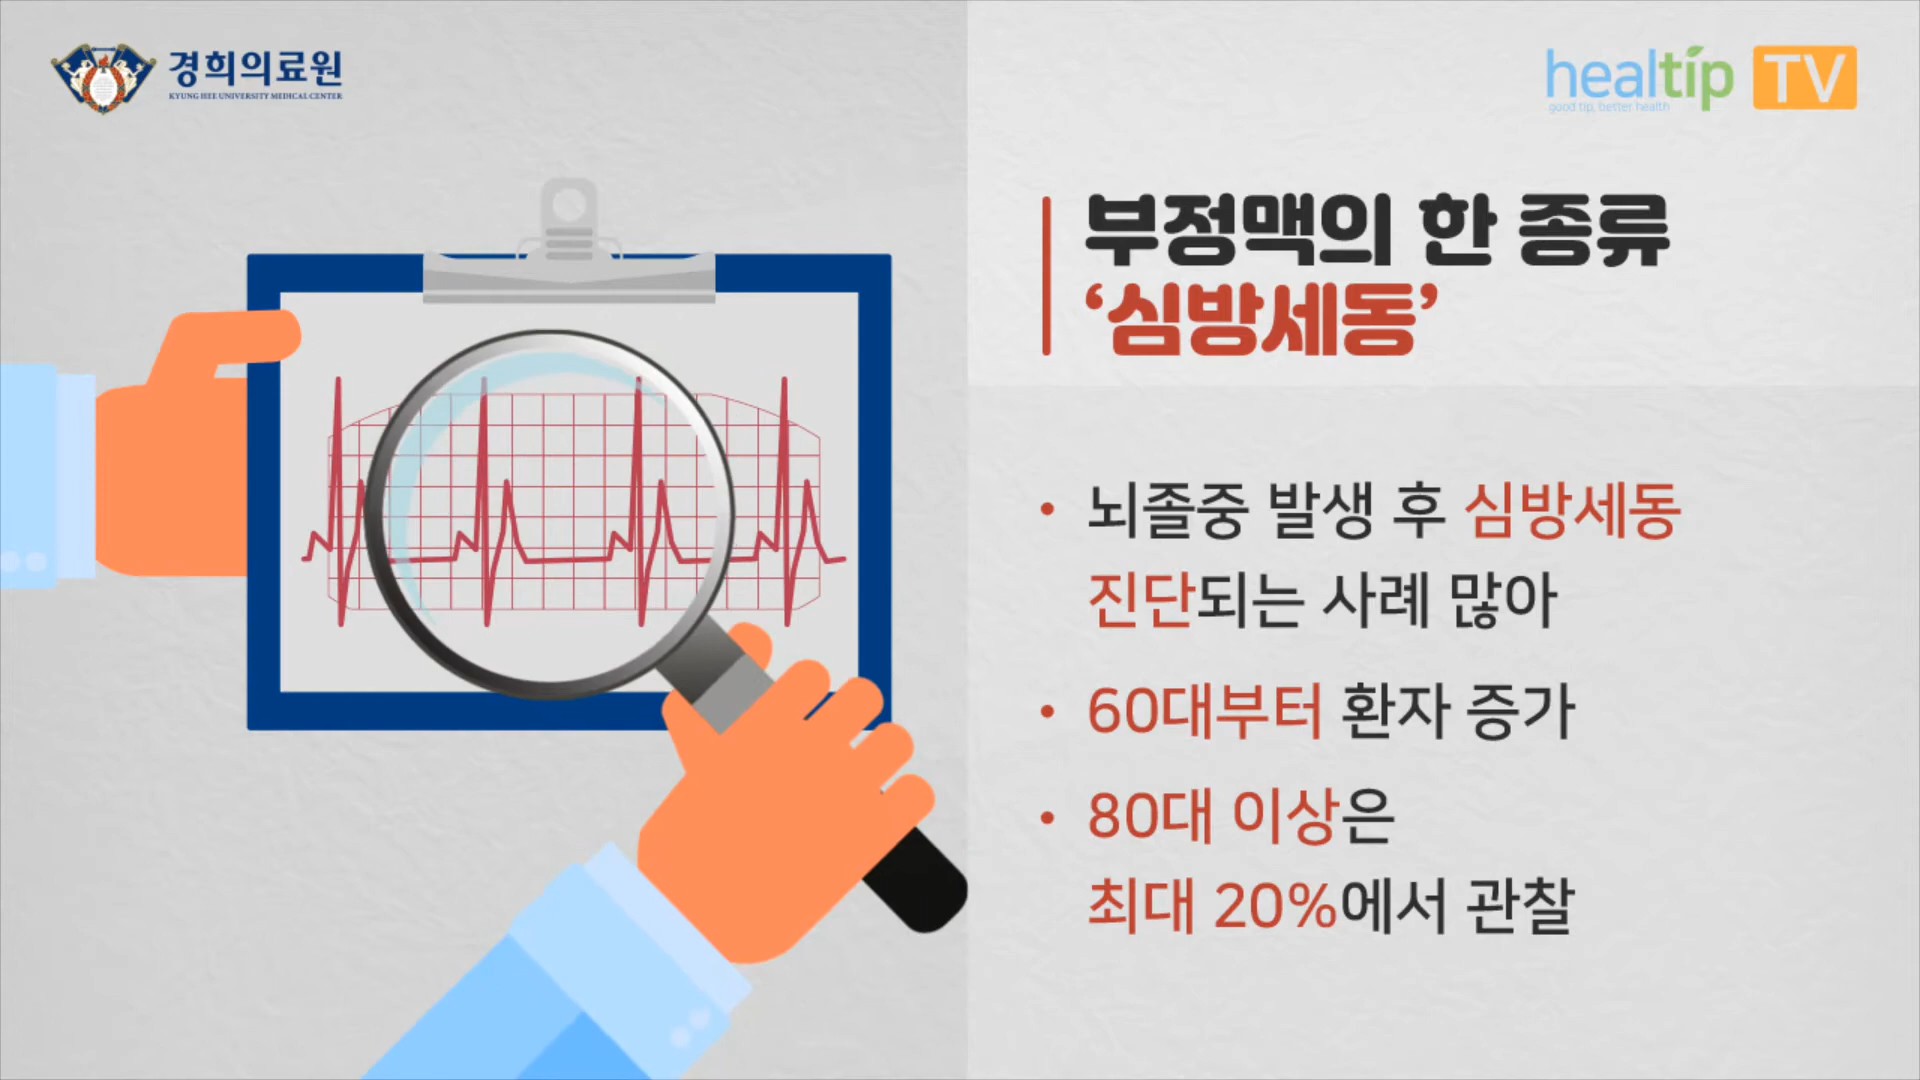 경희의료원
KYUNG HEE UNIVERSITY MEDICAL CENTER
healtip TV
good tip, better health
부정맥의 한 종류
‘심방세동’
• 뇌졸중 발생 후 심방세동
진단되는 사례 많아
• 60대부터 환자 증가
• 80대 이상은
최대 20%에서 관찰